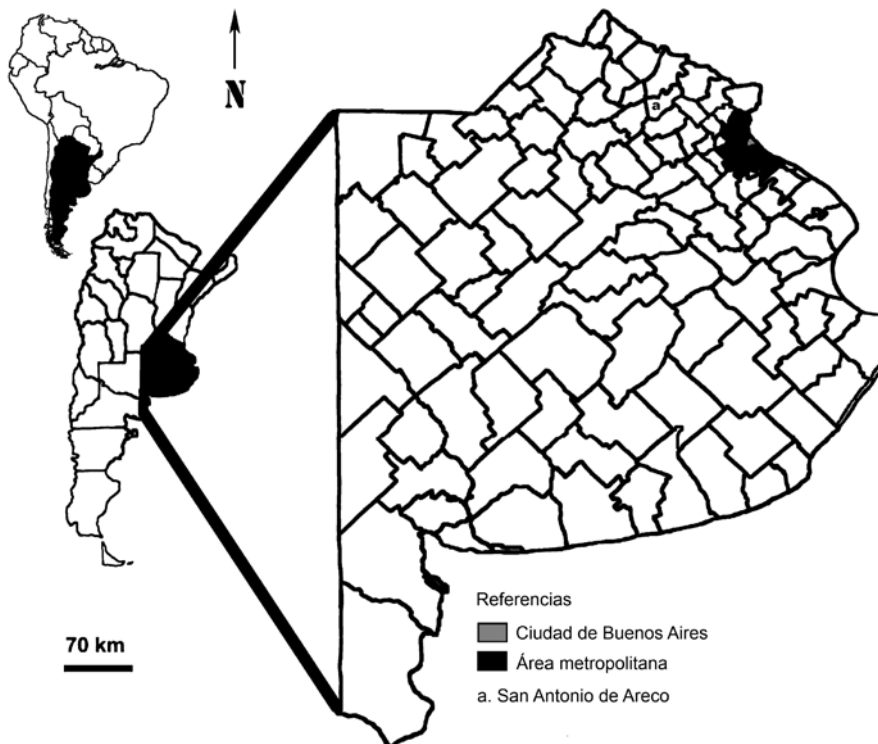 N
a
70 km
Referencias
Ciudad de Buenos Aires
Área metropolitana
a. San Antonio de Areco